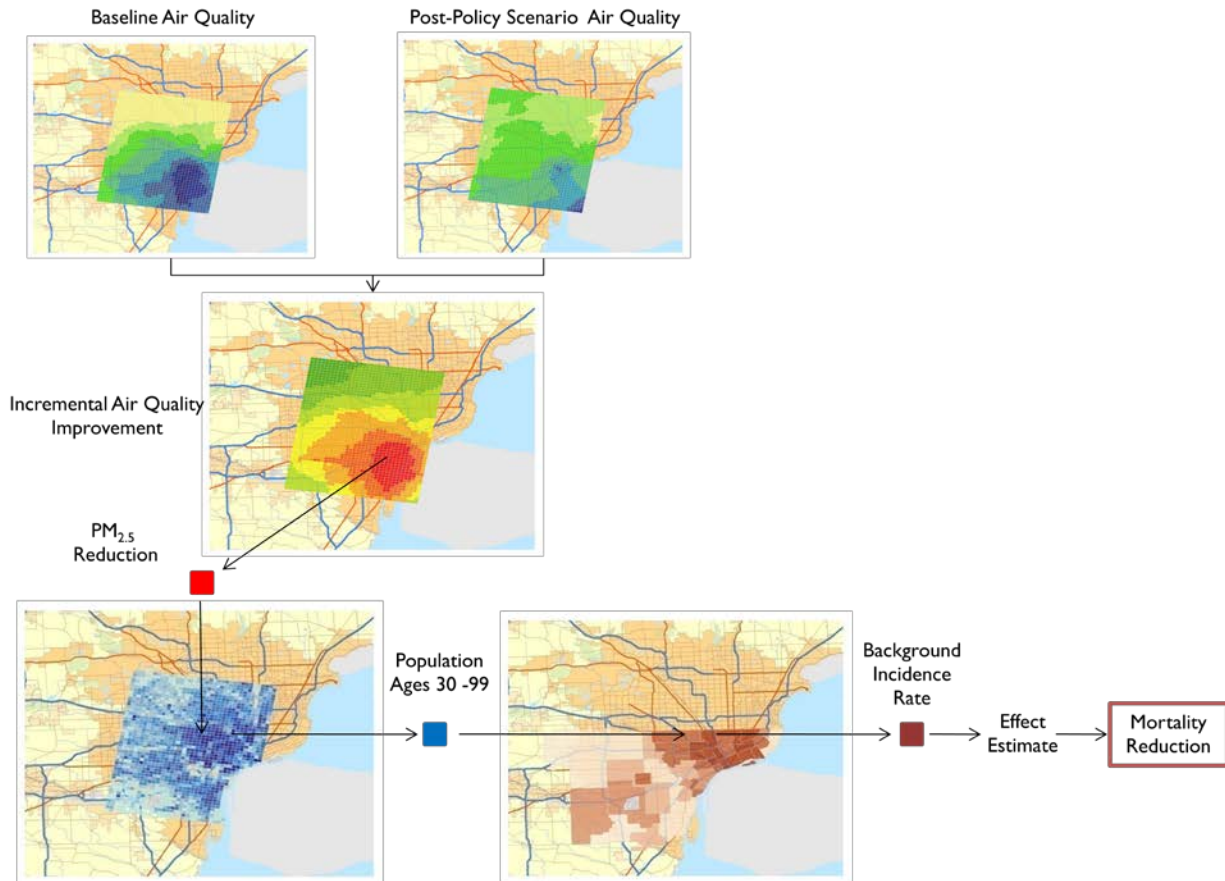 Baseline Air Quality
Post-Policy Scenario Air Quality
Incremental Air Quality
Improvement
PM₂.₅
Reduction
Population
Ages 30 -99
Background
Incidence
Rate
Effect
Estimate
Mortality
Reduction